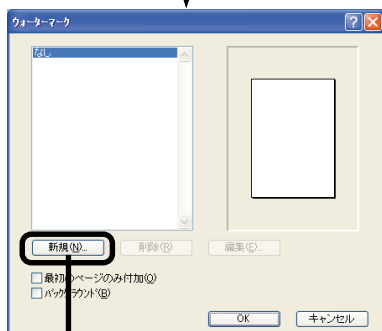 ウォーターマーク
なし
新規(N)... 削除(R) 編集(E)...
最初のページのみ付加(O)
バックグラウンド(B)
OK キャンセル